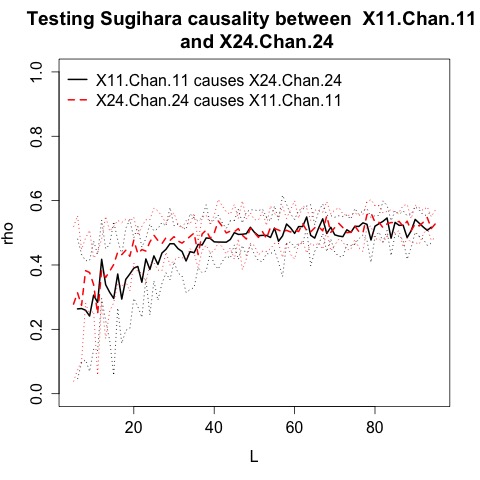 Testing Sugihara causality between X11.Chan.11
and X24.Chan.24
X11.Chan.11 causes X24.Chan.24
X24.Chan.24 causes X11.Chan.11
1.0
0.8
0.6
0.4
0.2
0.0
rho
20 40 60 80
L